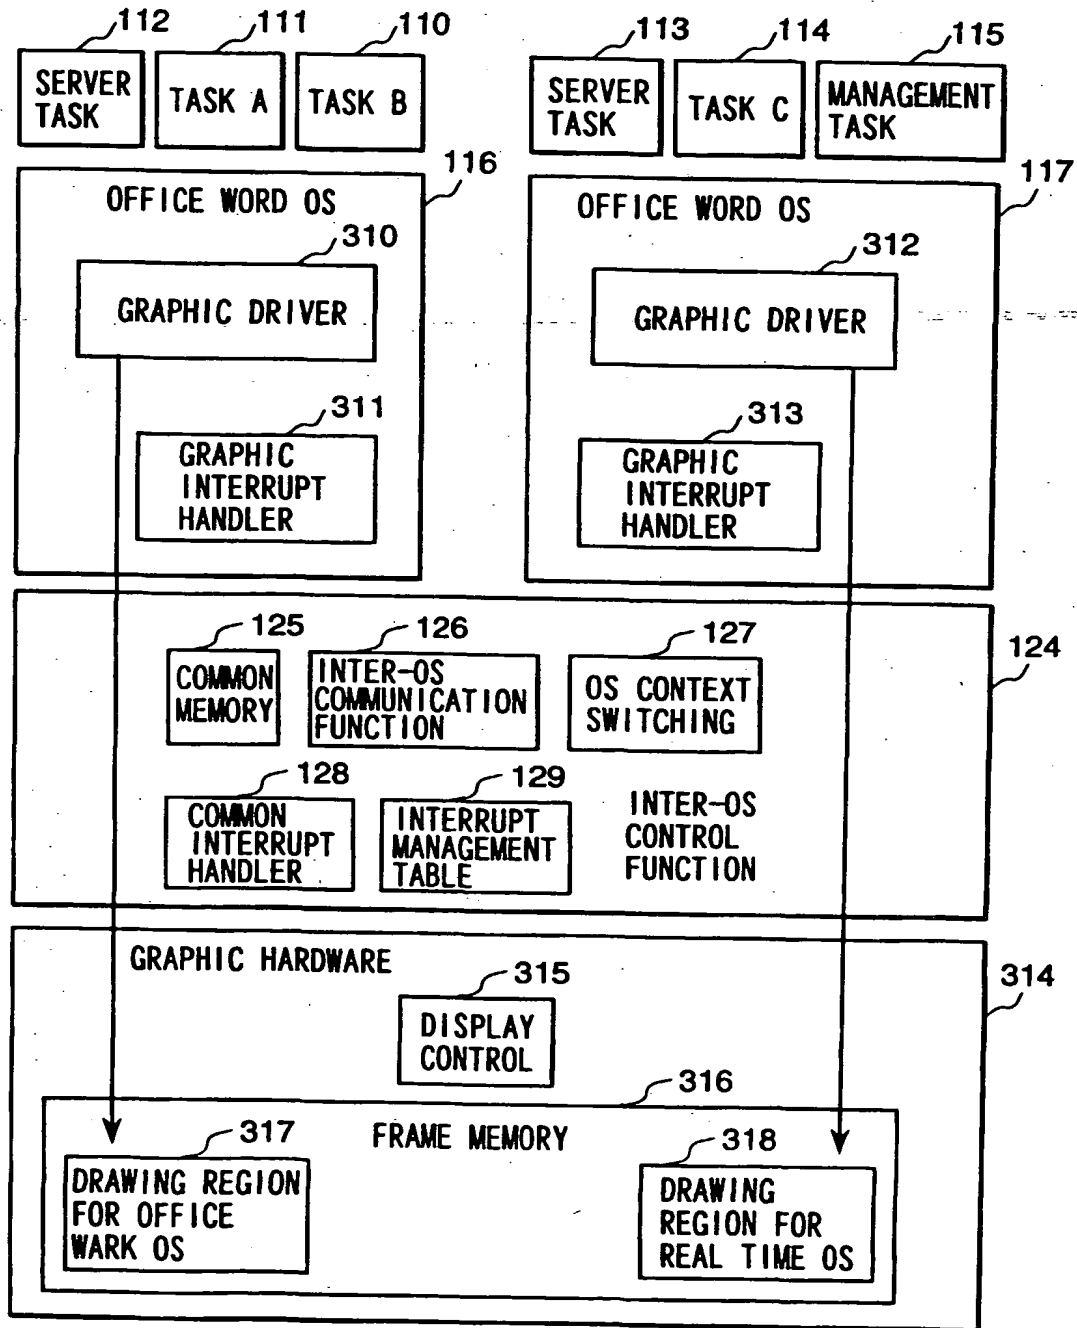 112
111
110
113
114
115
SERVER
TASK
TASK A
TASK B
SERVER
TASK
TASK C
MANAGEMENT
TASK
116
117
OFFICE WORD OS
OFFICE WORD OS
310
312
GRAPHIC DRIVER
GRAPHIC DRIVER
311
313
GRAPHIC
INTERRUPT
HANDLER
GRAPHIC
INTERRUPT
HANDLER
124
125
126
127
COMMON
MEMORY
INTER-OS
COMMUNICATION
FUNCTION
OS CONTEXT
SWITCHING
128
129
COMMON
INTERRUPT
HANDLER
INTERRUPT
MANAGEMENT
TABLE
INTER-OS
CONTROL
FUNCTION
GRAPHIC HARDWARE
314
315
DISPLAY
CONTROL
316
FRAME MEMORY
317
318
DRAWING REGION
FOR OFFICE
WARK OS
DRAWING
REGION FOR
REAL TIME OS